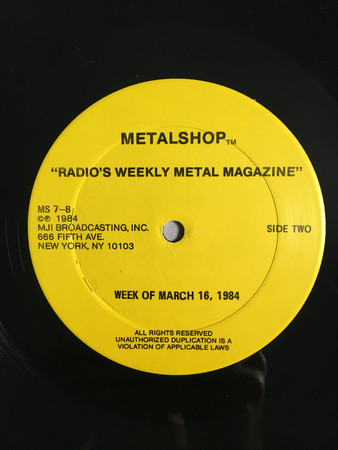 METALSHOP™
"RADIO'S WEEKLY METAL MAGAZINE"
MS 7-B
©℗ 1984
MJI BROADCASTING, INC.
666 FIFTH AVE.
NEW YORK, NY 10103
SIDE TWO
WEEK OF MARCH 16, 1984
ALL RIGHTS RESERVED
UNAUTHORIZED DUPLICATION IS A
VIOLATION OF APPLICABLE LAWS